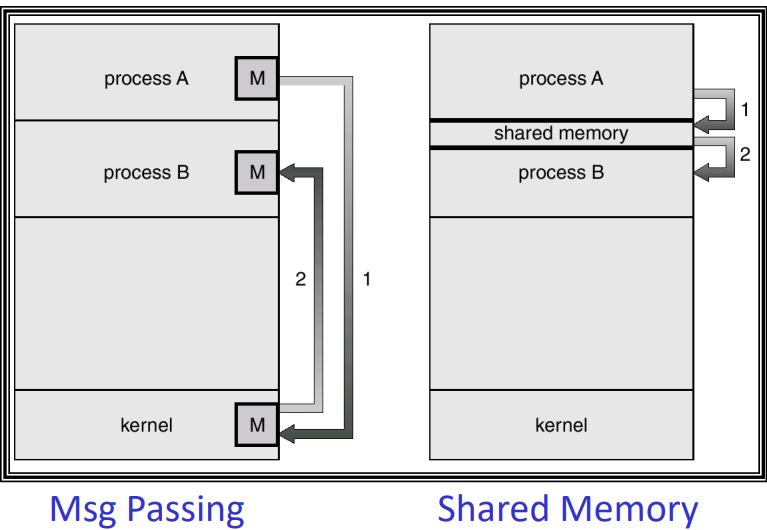 process A
M
process B
M
2
1
kernel
M
process A
1
shared memory
2
process B
kernel
Msg Passing
Shared Memory